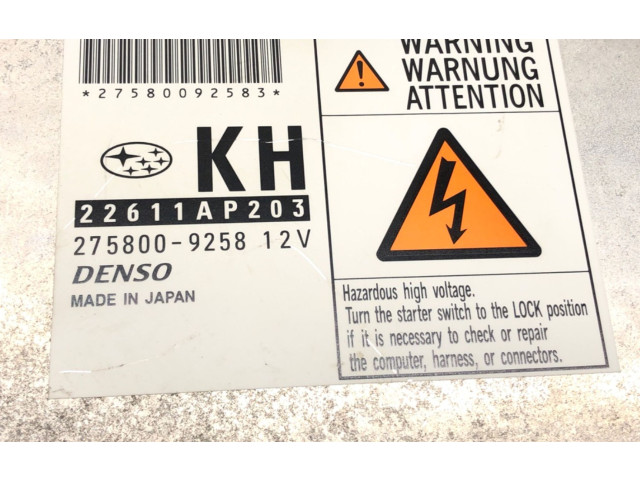 *27580092583*
KH
22611AP203
275800-9258 12V
DENSO
MADE IN JAPAN
WARNING
WARNUNG
ATTENTION
Hazardous high voltage.
Turn the starter switch to the LOCK position
if it is necessary to check or repair
the computer, harness, or connectors.